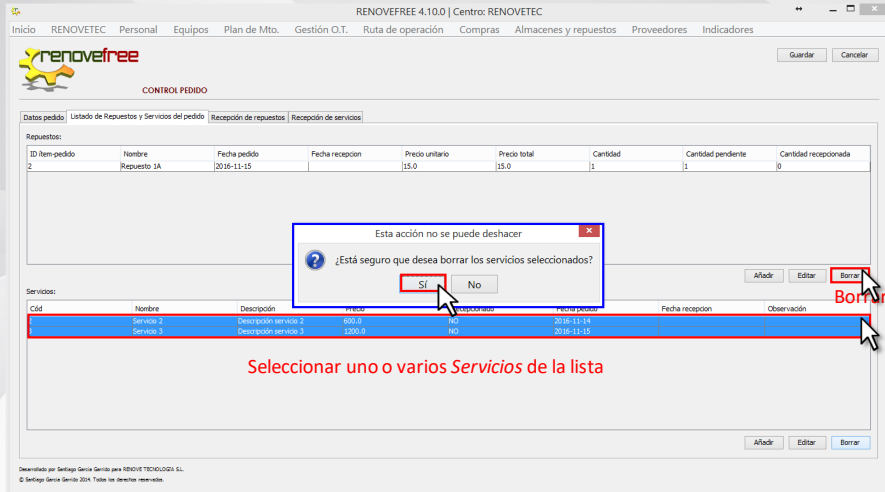 RENOVEFREE 4.10.0 | Centro: RENOVETEC
Inicio RENOVETEC Personal Equipos Plan de Mto. Gestión O.T. Ruta de operación Compras Almacenes y repuestos Proveedores Indicadores
renovefree
Guardar Cancelar
CONTROL PEDIDO
Datos pedido Listado de Repuestos y Servicios del pedido Recepción de repuestos Recepción de servicios
Repuestos:
ID ítem-pedido Nombre Fecha pedido Fecha recepcion Precio unitario Precio total Cantidad Cantidad pendiente Cantidad recepcionada
2 Repuesto 1A 2016-11-15 15.0 15.0 1 1 0
Esta acción no se puede deshacer
¿Está seguro que desea borrar los servicios seleccionados?
Sí No
Añadir Editar Borrar
Borrar
Servicios:
Cód Nombre Descripción Precio Recepcionado Fecha pedido Fecha recepcion Observación
Servicio 2 Descripción servicio 2 600.0 NO 2016-11-14
Servicio 3 Descripción servicio 3 1200.0 NO 2016-11-15
Seleccionar uno o varios Servicios de la lista
Añadir Editar Borrar
Desarrollado por Santiago Garcia Garrido para RENOVE TECNOLOGÍA S.L.
© Santiago Garcia Garrido 2014. Todos los derechos reservados.